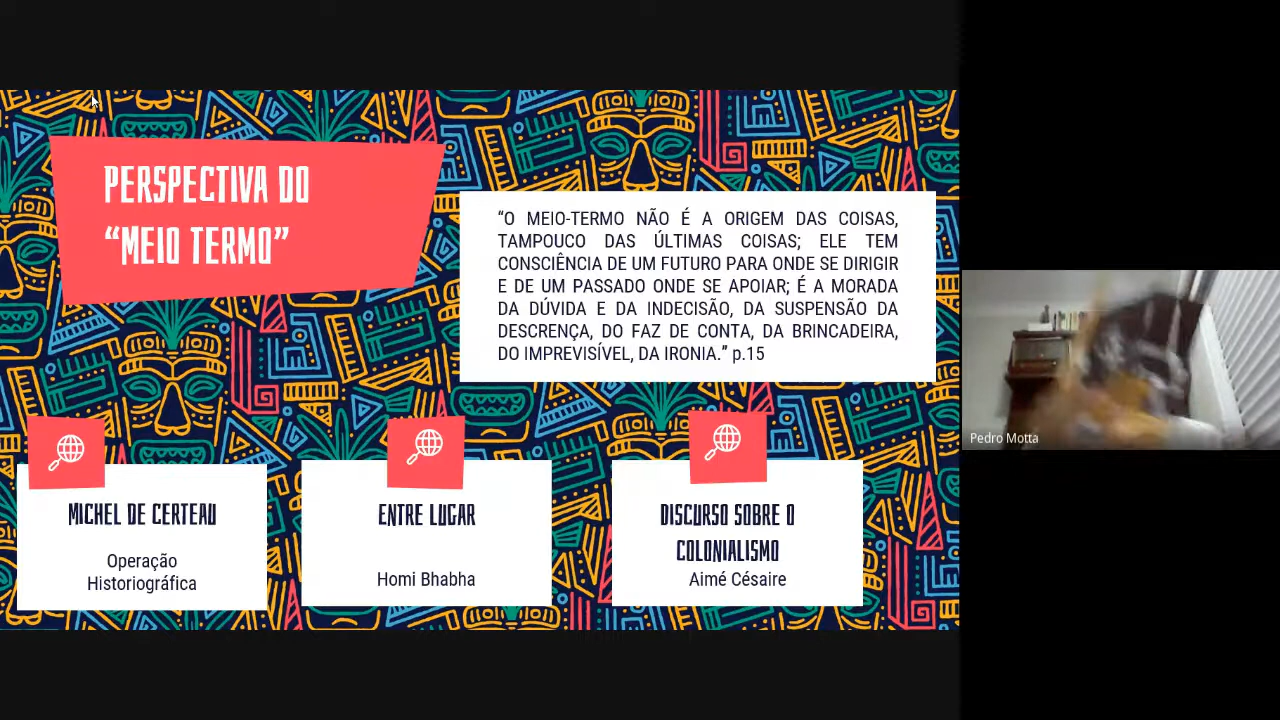 PERSPECTIVA DO
“MEIO TERMO”
“O MEIO-TERMO NÃO É A ORIGEM DAS COISAS,
TAMPOUCO DAS ÚLTIMAS COISAS; ELE TEM
CONSCIÊNCIA DE UM FUTURO PARA ONDE SE DIRIGIR
E DE UM PASSADO ONDE SE APOIAR; É A MORADA
DA DÚVIDA E DA INDECISÃO, DA SUSPENSÃO DA
DESCRENÇA, DO FAZ DE CONTA, DA BRINCADEIRA,
DO IMPREVISÍVEL, DA IRONIA.” p.15
MICHEL DE CERTEAU
Operação
Historiográfica
ENTRE LUGAR
Homi Bhabha
DISCURSO SOBRE O
COLONIALISMO
Aimé Césaire
Pedro Motta